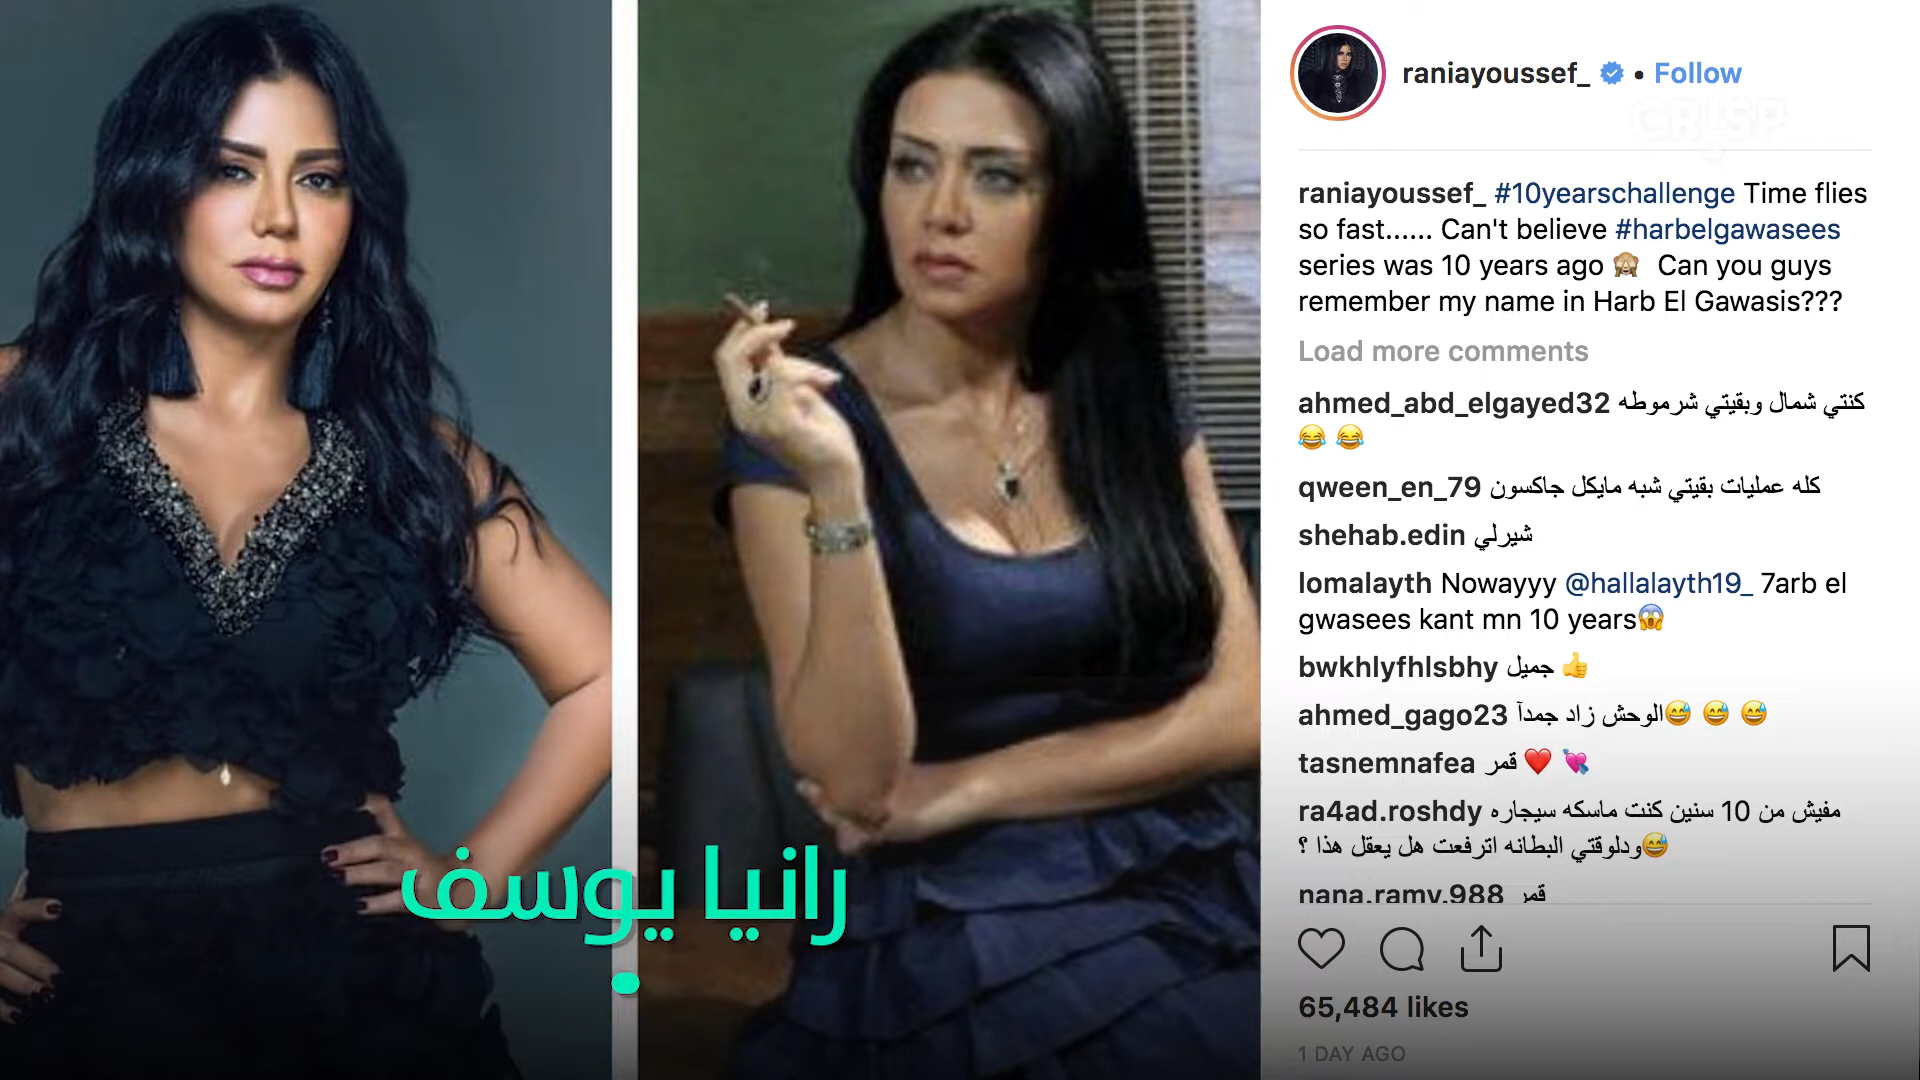 raniayoussef_ • Follow
CRISP
raniayoussef_ #10yearschallenge Time flies
so fast...... Can't believe #harbelgawasees
series was 10 years ago 🙈 Can you guys
remember my name in Harb El Gawasis???
Load more comments
ahmed_abd_elgayed32 كنتي شمال وبقيتي شرموطه
😂 😂
qween_en_79 كله عمليات بقيتي شبه مايكل جاكسون
shehab.edin شيرلي
lomalayth Nowayyy @hallalayth19_ 7arb el
gwasees kant mn 10 years😱
bwkhlyfhlsbhy جميل 👍
ahmed_gago23 الوحش زاد جمدآ😅 😅 😅
tasnemnafea قمر ❤️ 💘
ra4ad.roshdy مفيش من 10 سنين كنت ماسكه سيجاره
ودلوقتي البطانه اترفعت هل يعقل هذا ؟😅
nana.ramy.988 قمر
رانيا يوسف
65,484 likes
1 DAY AGO